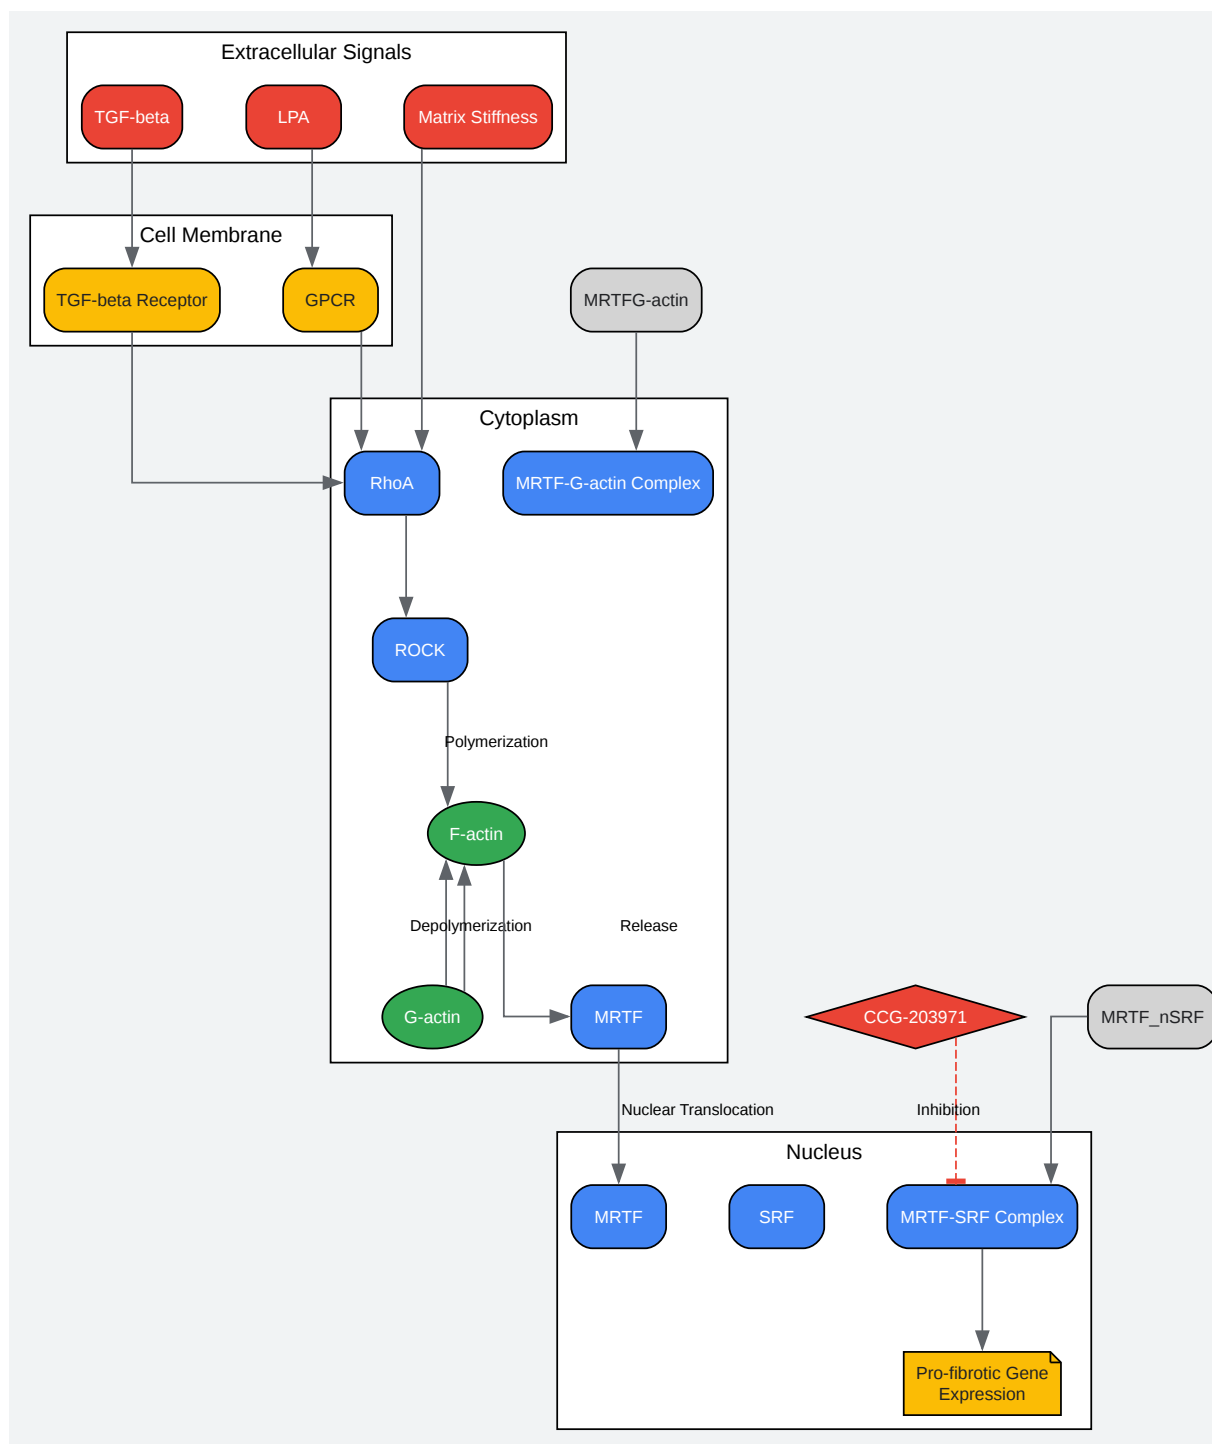 Extracellular Signals
TGF-beta
LPA
Matrix Stiffness
Cell Membrane
TGF-beta Receptor
GPCR
MRTFG-actin
Cytoplasm
RhoA
MRTF-G-actin Complex
ROCK
Polymerization
F-actin
Depolymerization
Release
G-actin
MRTF
CCG-203971
MRTF_nSRF
Nuclear Translocation
Inhibition
Nucleus
MRTF
SRF
MRTF-SRF Complex
Pro-fibrotic Gene
Expression